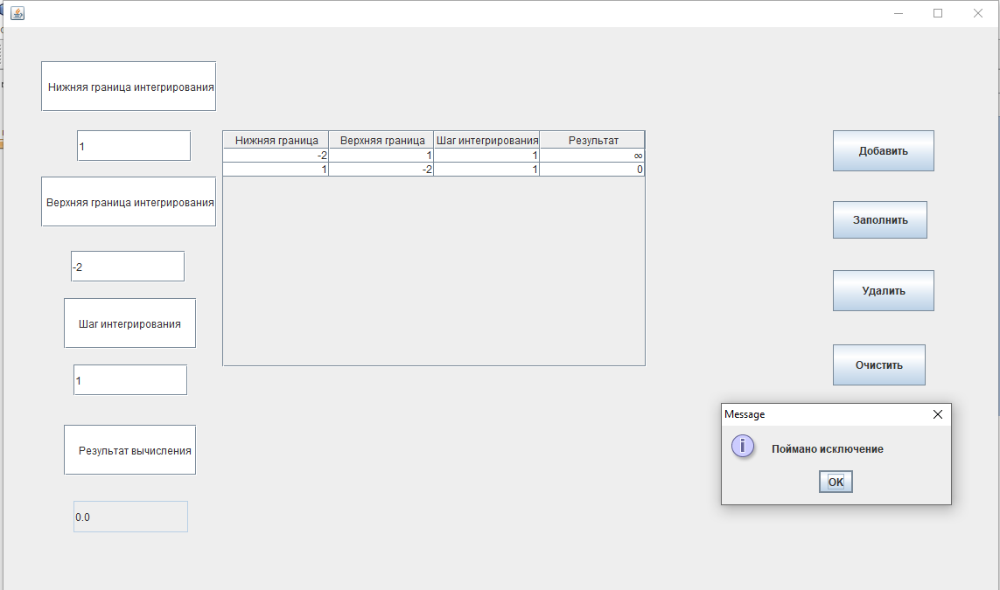 Нижняя граница интегрирования
1
Верхняя граница интегрирования
-2
Шаг интегрирования
1
Результат вычисления
0.0
Нижняя граница Верхняя граница Шаг интегрирования Результат
-2 1 1 ∞
1 -2 1 0
Добавить
Заполнить
Удалить
Очистить
Message
Поймано исключение
OK